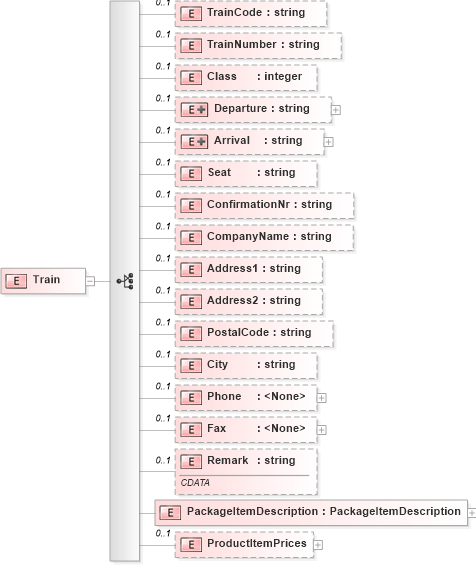 0..1
E TrainCode : string
0..1
E TrainNumber : string
0..1
E Class : integer
0..1
E Departure : string
0..1
E Arrival : string
0..1
E Seat : string
0..1
E ConfirmationNr : string
0..1
E CompanyName : string
0..1
E Address1 : string
E Train
0..1
E Address2 : string
0..1
E PostalCode : string
0..1
E City : string
0..1
E Phone : <None>
0..1
E Fax : <None>
0..1
E Remark : string
CDATA
E PackageItemDescription : PackageItemDescription
0..1
E ProductItemPrices